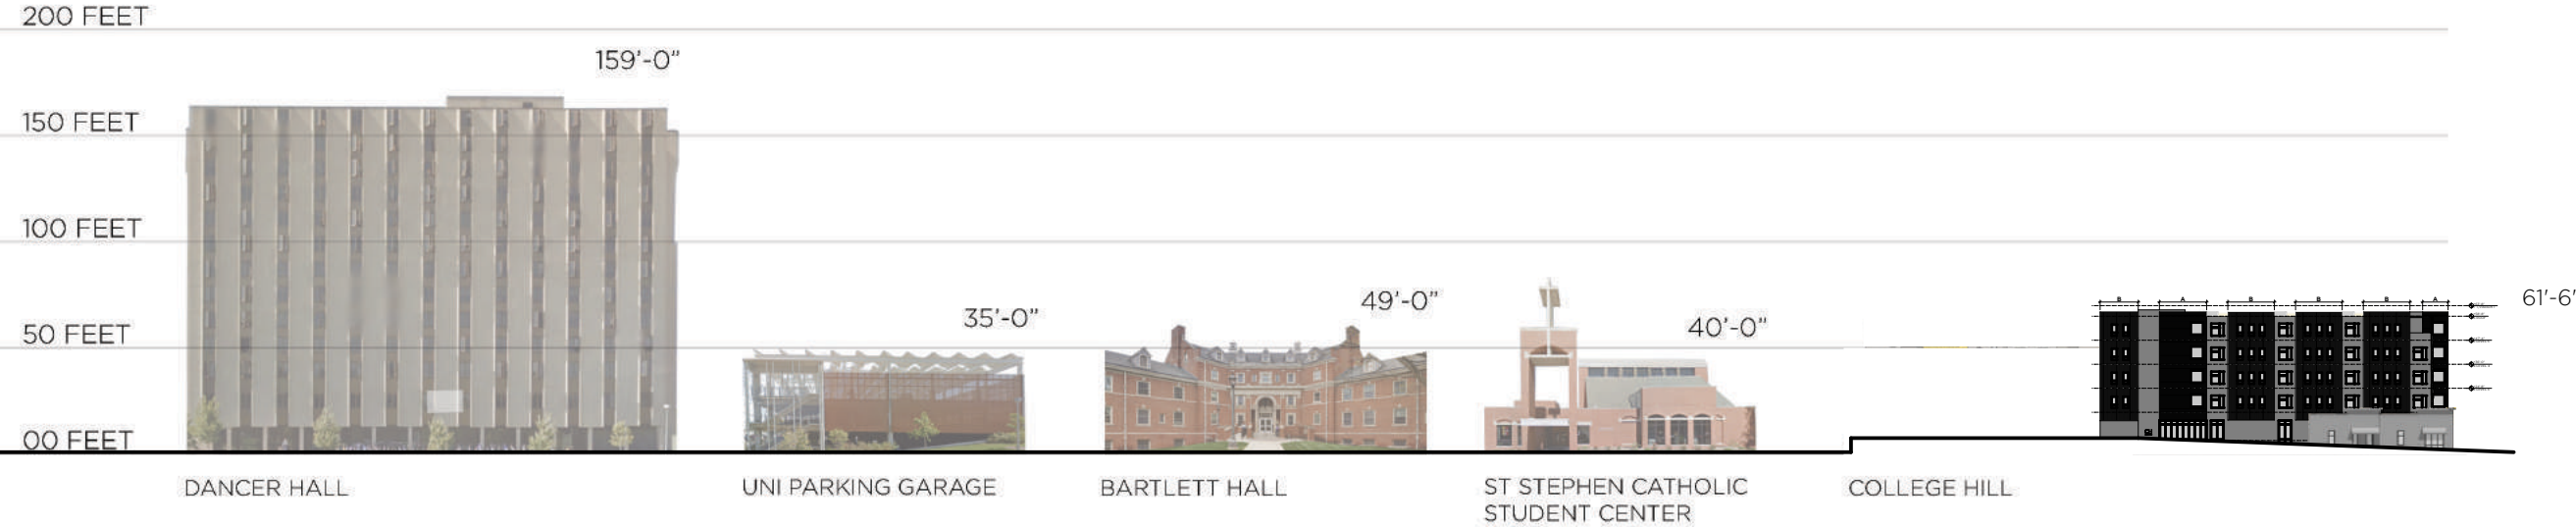 200 FEET
159’-0”
150 FEET
100 FEET
61'-6'
49’-0”
35’-0”
40’-0”
50 FEET
B A B B B A
00 FEET
DANCER HALL
UNI PARKING GARAGE
BARTLETT HALL
ST STEPHEN CATHOLIC
STUDENT CENTER
COLLEGE HILL